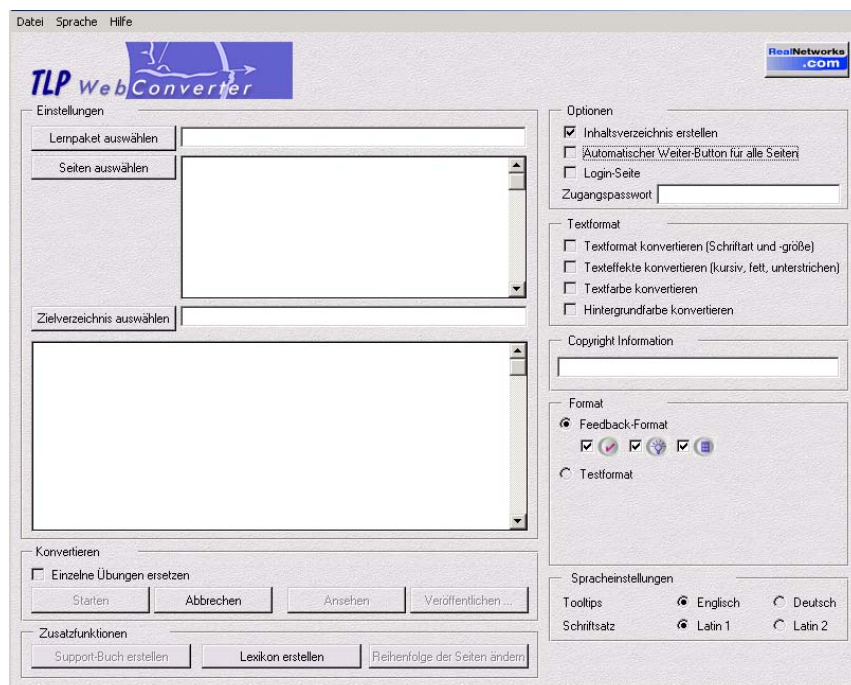 Datei Sprache Hilfe
TLP WebConverter
RealNetworks
.com
Einstellungen
Lernpaket auswählen
Seiten auswählen
Zielverzeichnis auswählen
Konvertieren
Einzelne Übungen ersetzen
Starten Abbrechen Ansehen Veröffentlichen ...
Zusatzfunktionen
Support-Buch erstellen Lexikon erstellen Reihenfolge der Seiten ändern
Optionen
Inhaltsverzeichnis erstellen
Automatischer Weiter-Button für alle Seiten
Login-Seite
Zugangspasswort
Textformat
Textformat konvertieren (Schriftart und -größe)
Texteffekte konvertieren (kursiv, fett, unterstrichen)
Textfarbe konvertieren
Hintergrundfarbe konvertieren
Copyright Information
Format
Feedback-Format
Testformat
Spracheinstellungen
Tooltips Englisch Deutsch
Schriftsatz Latin 1 Latin 2